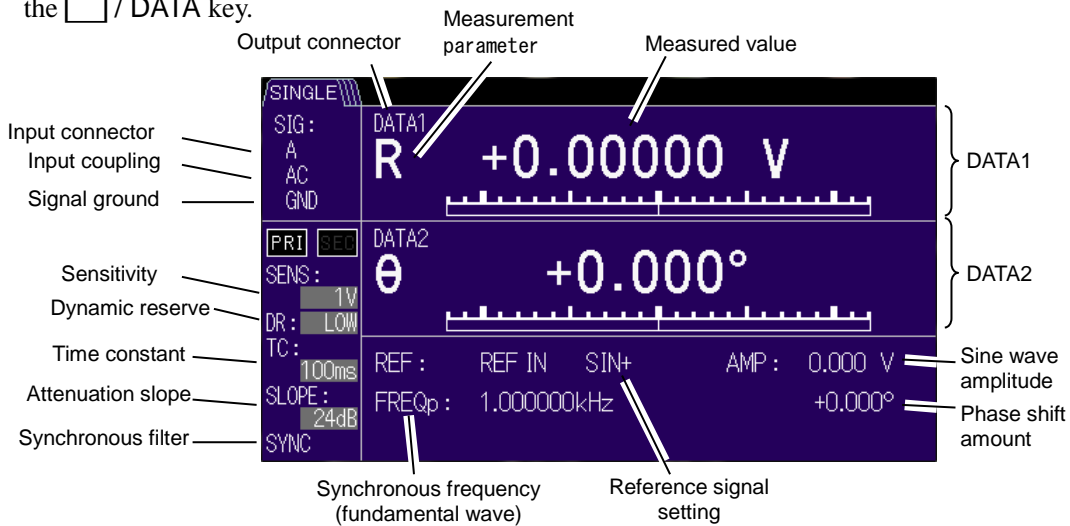 the / DATA key.
Measurement
parameter
Output connector
Measured value
Input connector
Input coupling
Signal ground
Sensitivity
Dynamic reserve
Time constant
Attenuation slope
Synchronous filter
SINGLE
SIG:
A
AC
GND
PRI SEC
SENS:
1V
DR: LOW
TC:
100ms
SLOPE:
24dB
SYNC
DATA1
R +0.00000 V
DATA2
θ +0.000°
REF: REF IN SIN+ AMP: 0.000 V
FREQp: 1.000000kHz +0.000°
DATA1
DATA2
Sine wave
amplitude
Phase shift
amount
Synchronous frequency
(fundamental wave)
Reference signal
setting